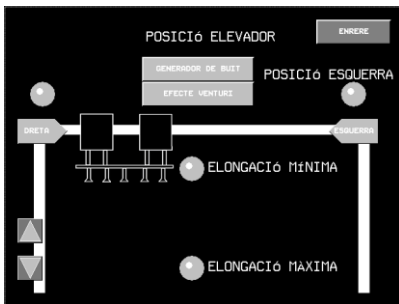 POSICIó ELEVADOR
ENRERE
GENERADOR DE BUIT
POSICIó ESQUERRA
EFECTE VENTURI
DRETA
ESQUERRA
ELONGACIó MíNIMA
ELONGACIó MàXIMA